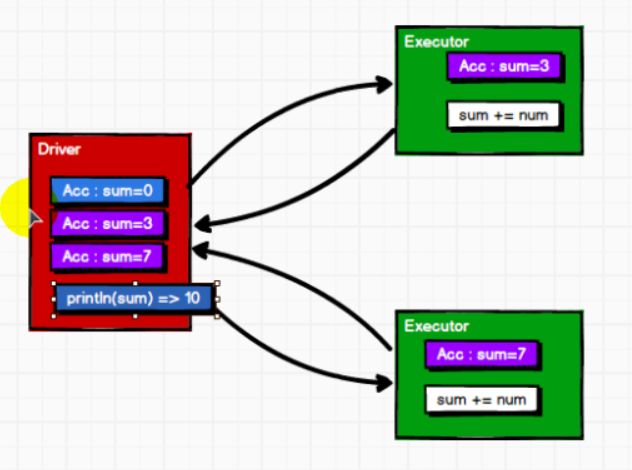 Executor
Acc : sum=3
sum += num
Driver
Acc : sum=0
Acc : sum=3
Acc : sum=7
println(sum) => 10
Executor
Acc : sum=7
sum += num